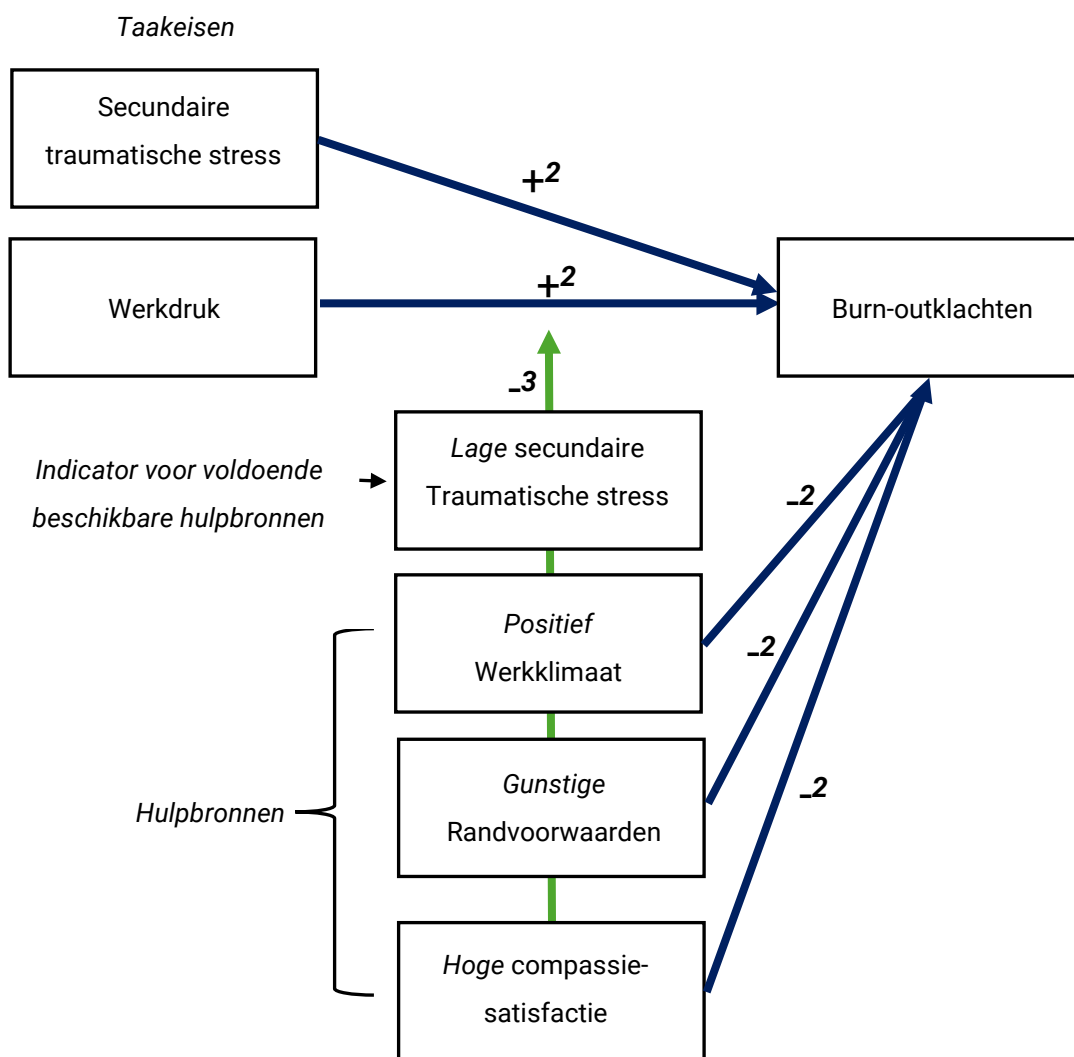 Taakeisen
Secundaire
traumatische stress
+2
Werkdruk
+2
Burn-outklachten
-3
Lage secundaire
Traumatische stress
Indicator voor voldoende
beschikbare hulpbronnen
-2
Positief
Werkklimaat
-2
Gunstige
Randvoorwaarden
-2
Hulpbronnen
Hoge compassie-
satisfactie